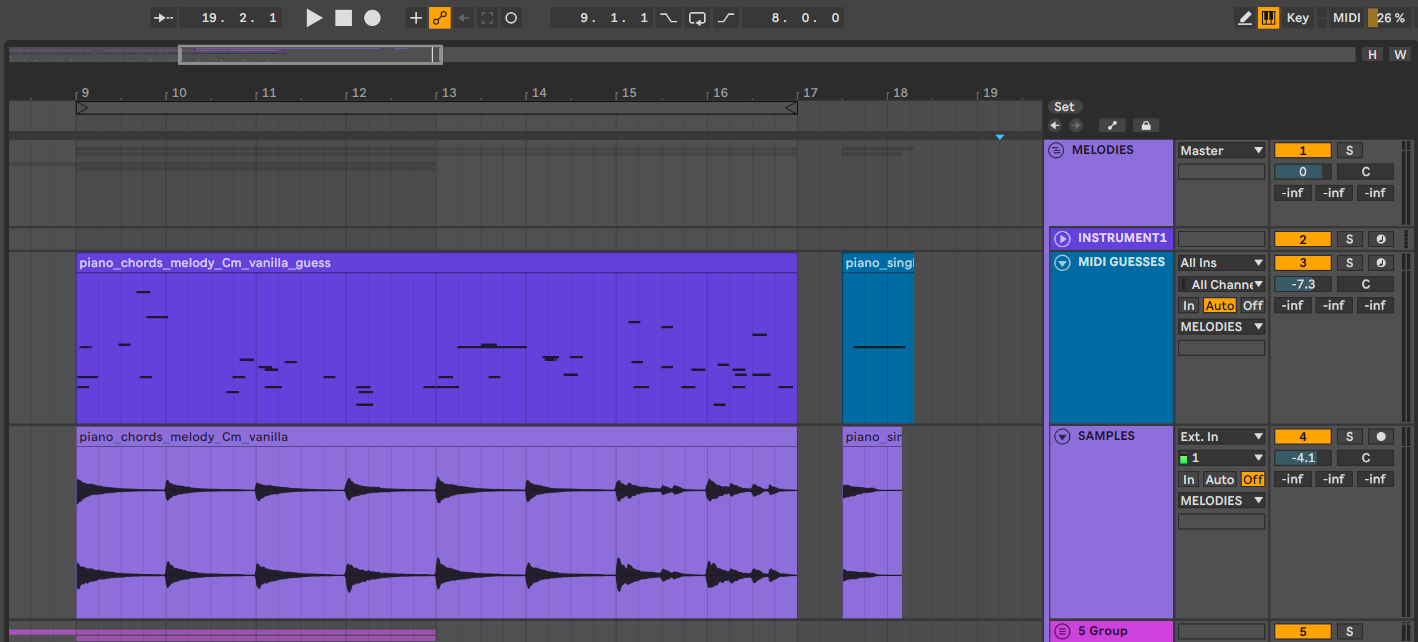 19. 2. 1 9. 1. 1 8. 0. 0 Key MIDI 26 %
H W
9 10 11 12 13 14 15 16 17 18 19
Set
MELODIES Master 1 S
0 C
-inf -inf -inf
INSTRUMENT1 2 S
piano_chords_melody_Cm_vanilla_guess piano_singl MIDI GUESSES All Ins 3 S
All Channe -7.3 C
In Auto Off -inf -inf -inf
MELODIES
piano_chords_melody_Cm_vanilla piano_sin SAMPLES Ext. In 4 S
1 -4.1 C
In Auto Off -inf -inf -inf
MELODIES
5 Group 5 S